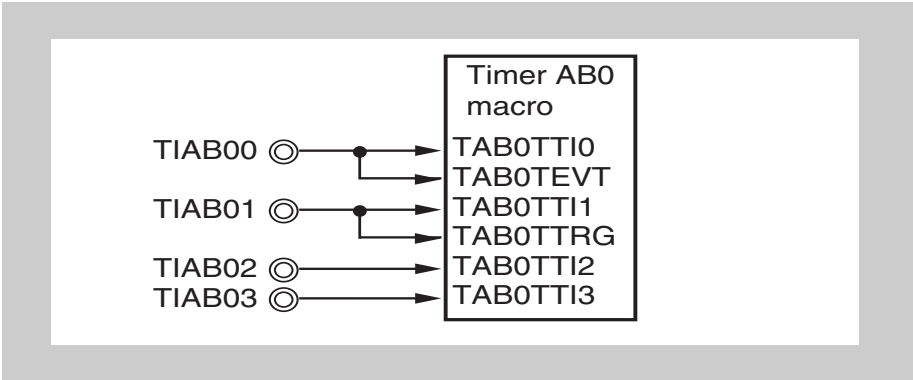 Timer AB0
macro
TIAB00
TAB0TTI0
TAB0TEVT
TIAB01
TAB0TTI1
TAB0TTRG
TIAB02
TAB0TTI2
TIAB03
TAB0TTI3